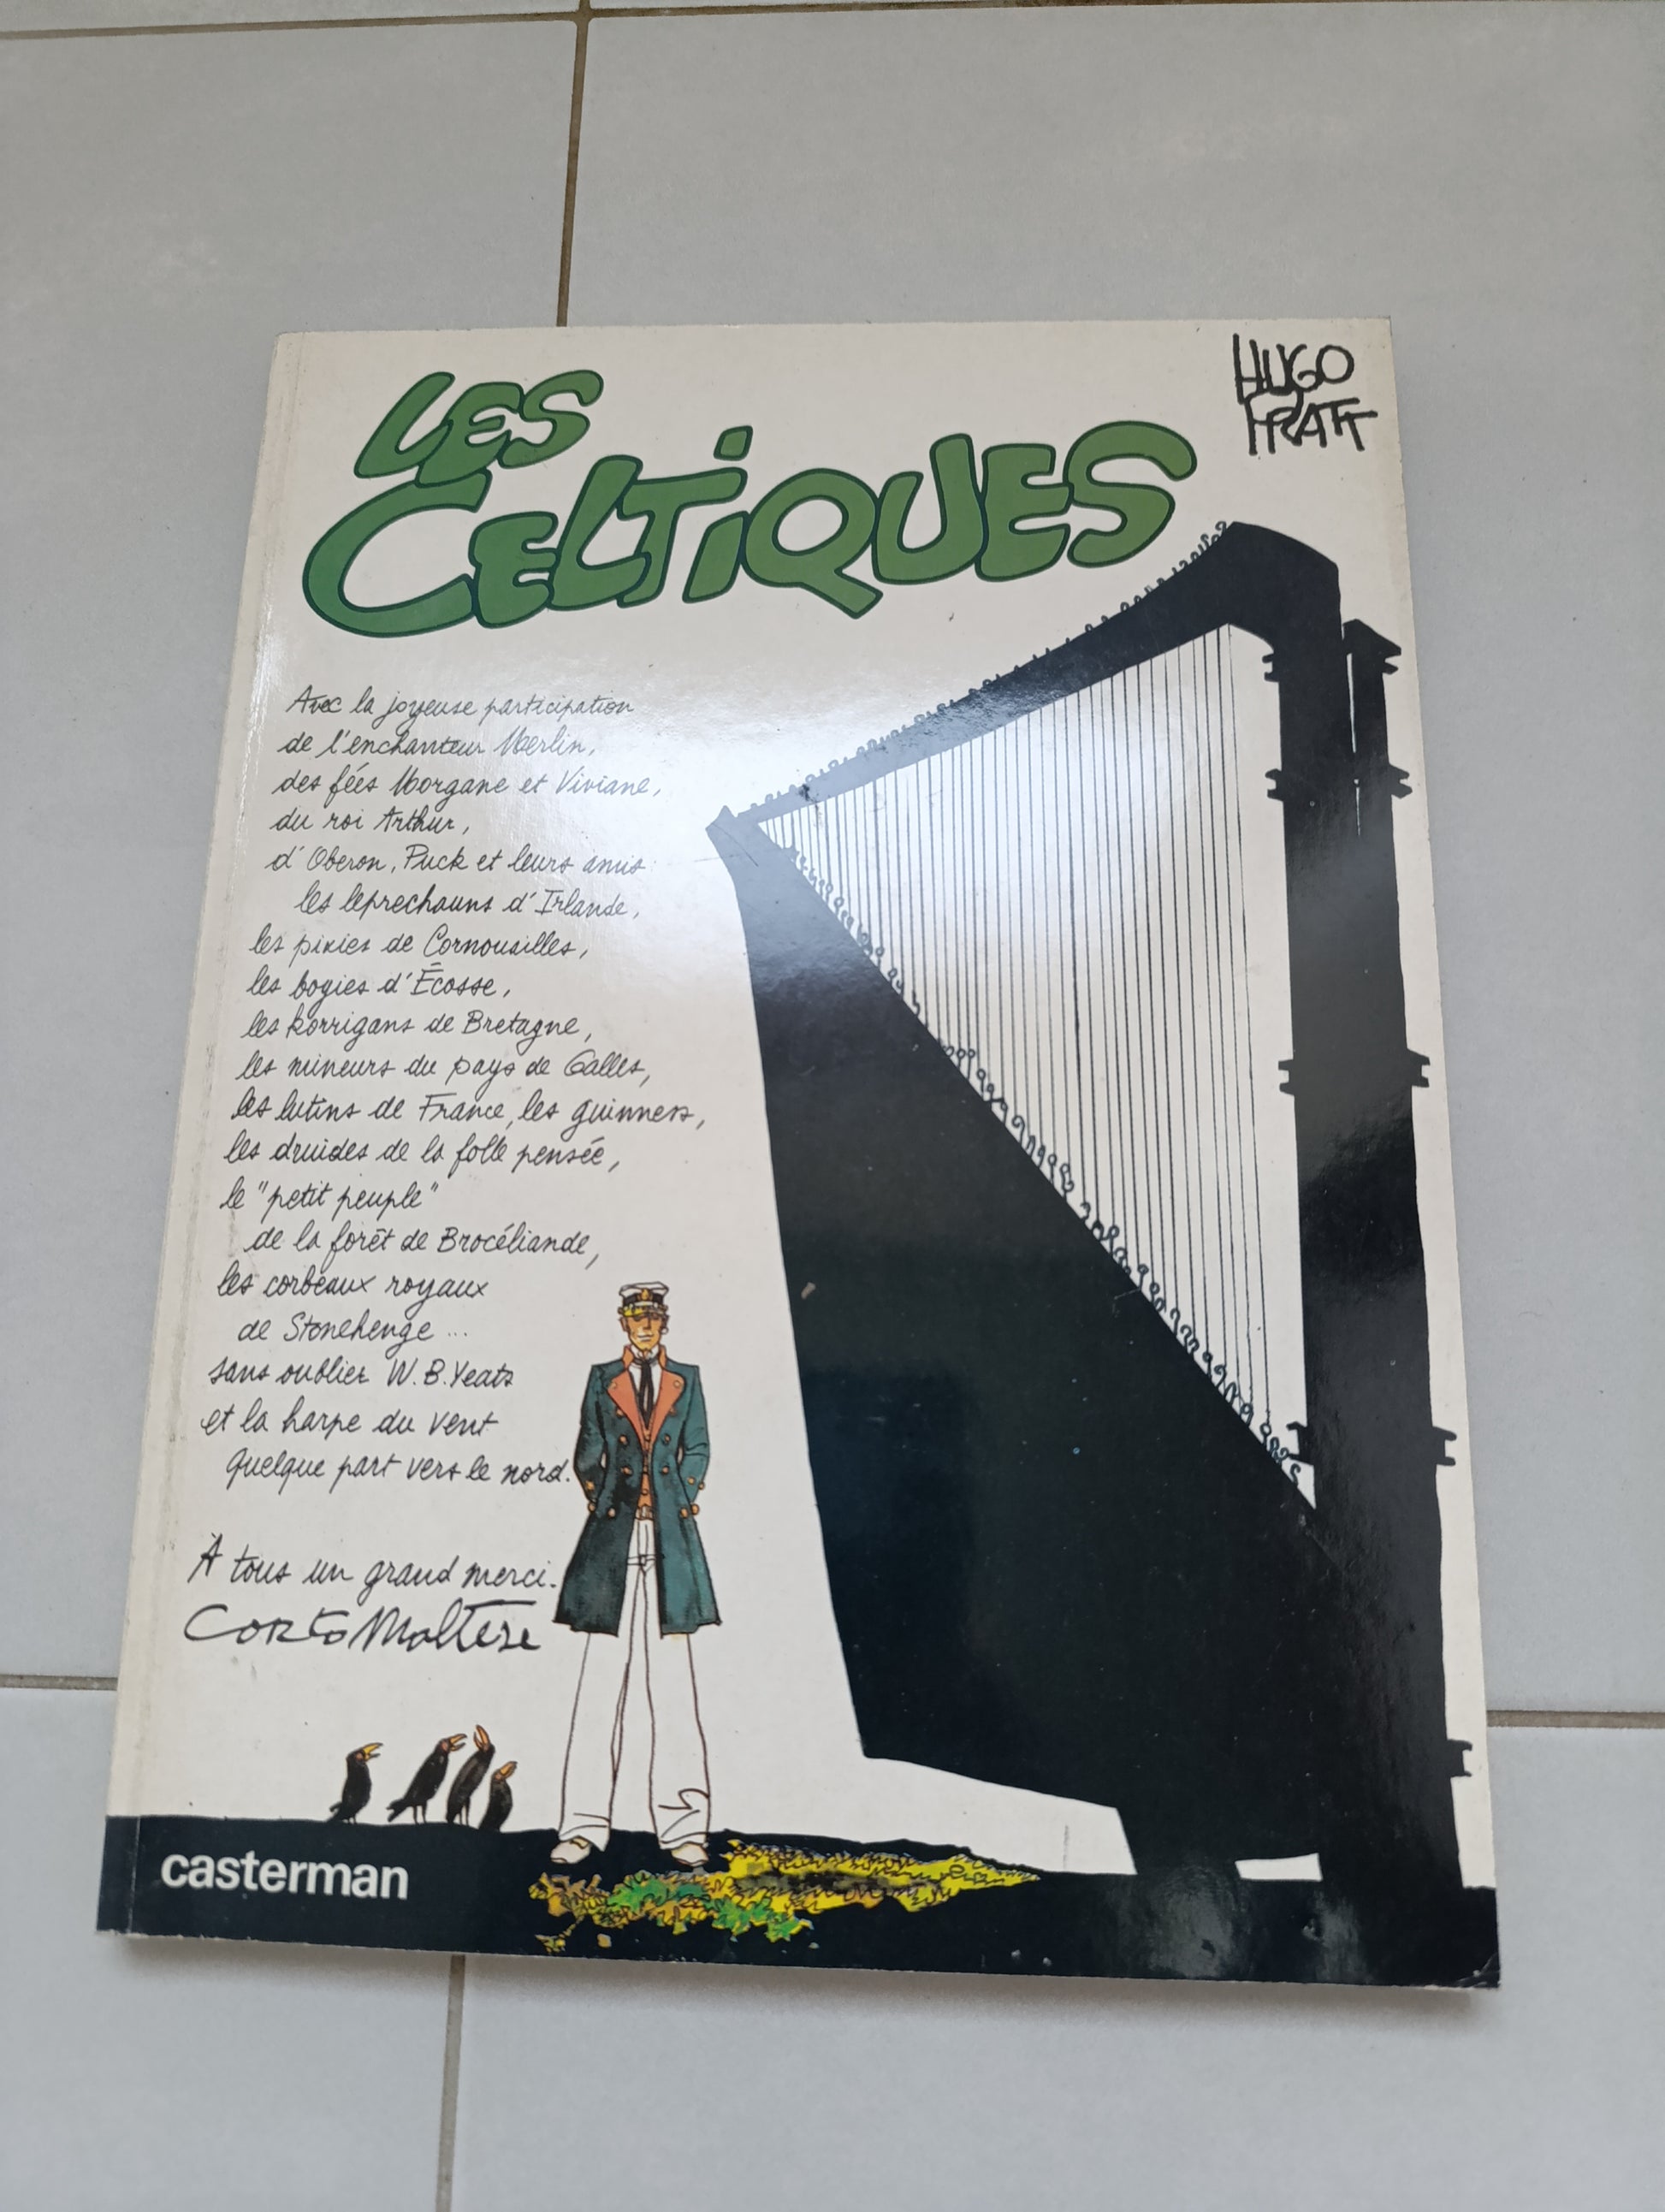 HUGO
PRATT
LES
CELTIQUES
Avec la joyeuse participation
de l'enchanteur Merlin,
des fées Morgane et Viviane,
du roi Arthur,
d'Oberon, Puck et leurs amis
les leprechauns d'Irlande,
les pixies de Cornouailles,
les bogies d'Écosse,
les korrigans de Bretagne,
les mineurs du pays de Galles,
les lutins de France, les guinness,
les druides de la folle pensée,
le "petit peuple"
de la forêt de Brocéliande,
les corbeaux royaux
de Stonehenge ...
sans oublier W.B. Yeats
et la harpe du vent
quelque part vers le nord.
À tous un grand merci.
Corto Maltese
casterman